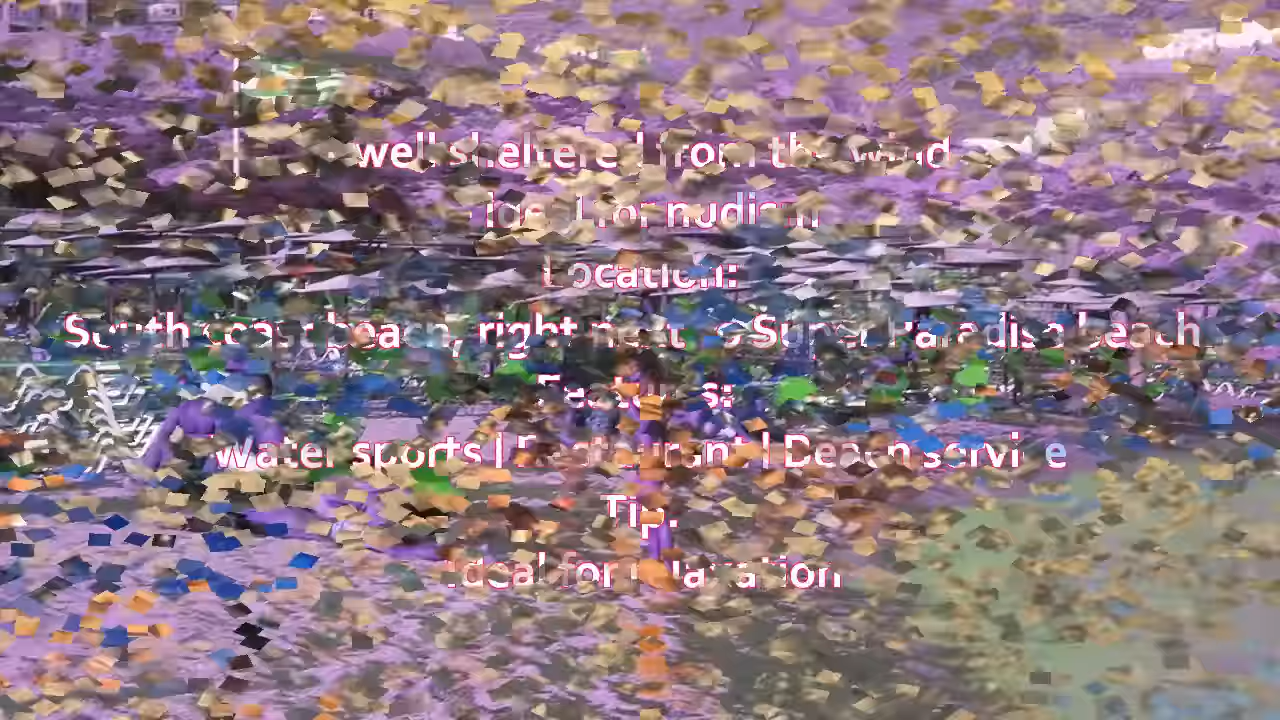 well sheltered from the wind
ideal for nudism
Location:
South coast beach, right next to Super Paradise beach
Features:
Water sports | Restaurant | Beach service
Tip:
Ideal for relaxation